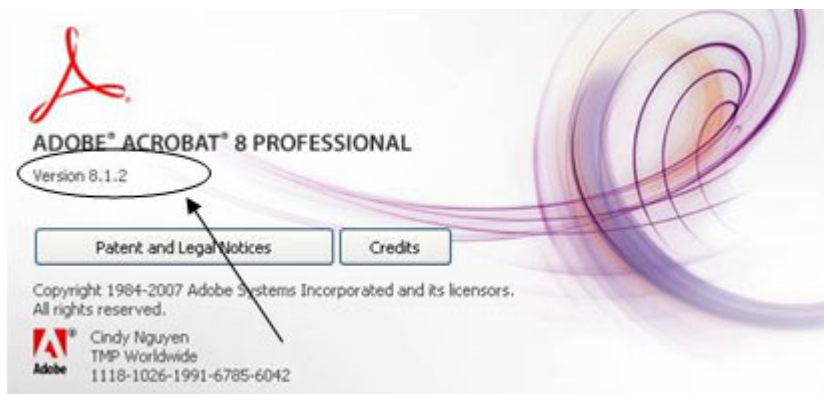 ADOBE® ACROBAT® 8 PROFESSIONAL
Version 8.1.2
Patent and Legal Notices
Credits
Copyright 1984-2007 Adobe Systems Incorporated and its licensors.
All rights reserved.
Adobe®
Cindy Nguyen
TMP Worldwide
1118-1026-1991-6785-6042